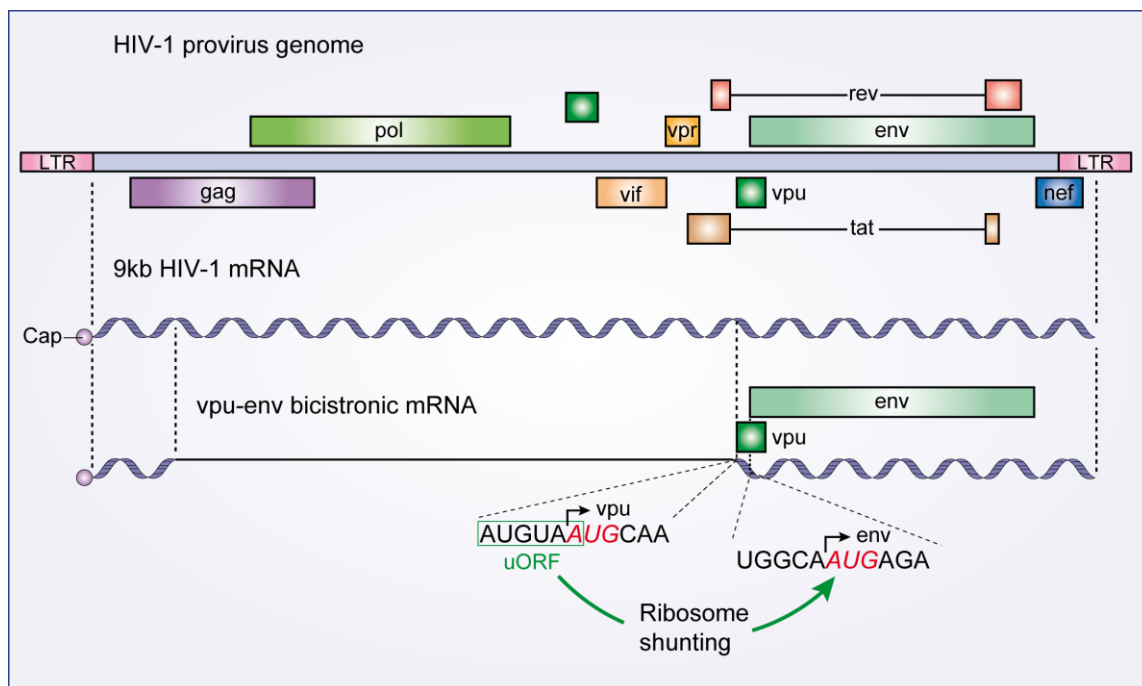 HIV-1 provirus genome
rev
pol
vpr
env
LTR
LTR
gag
vif
vpu
nef
tat
9kb HIV-1 mRNA
Cap
vpu-env bicistronic mRNA
env
vpu
vpu
AUGUAAUGCAA
uORF
env
UGGCAAUGAGA
Ribosome
shunting